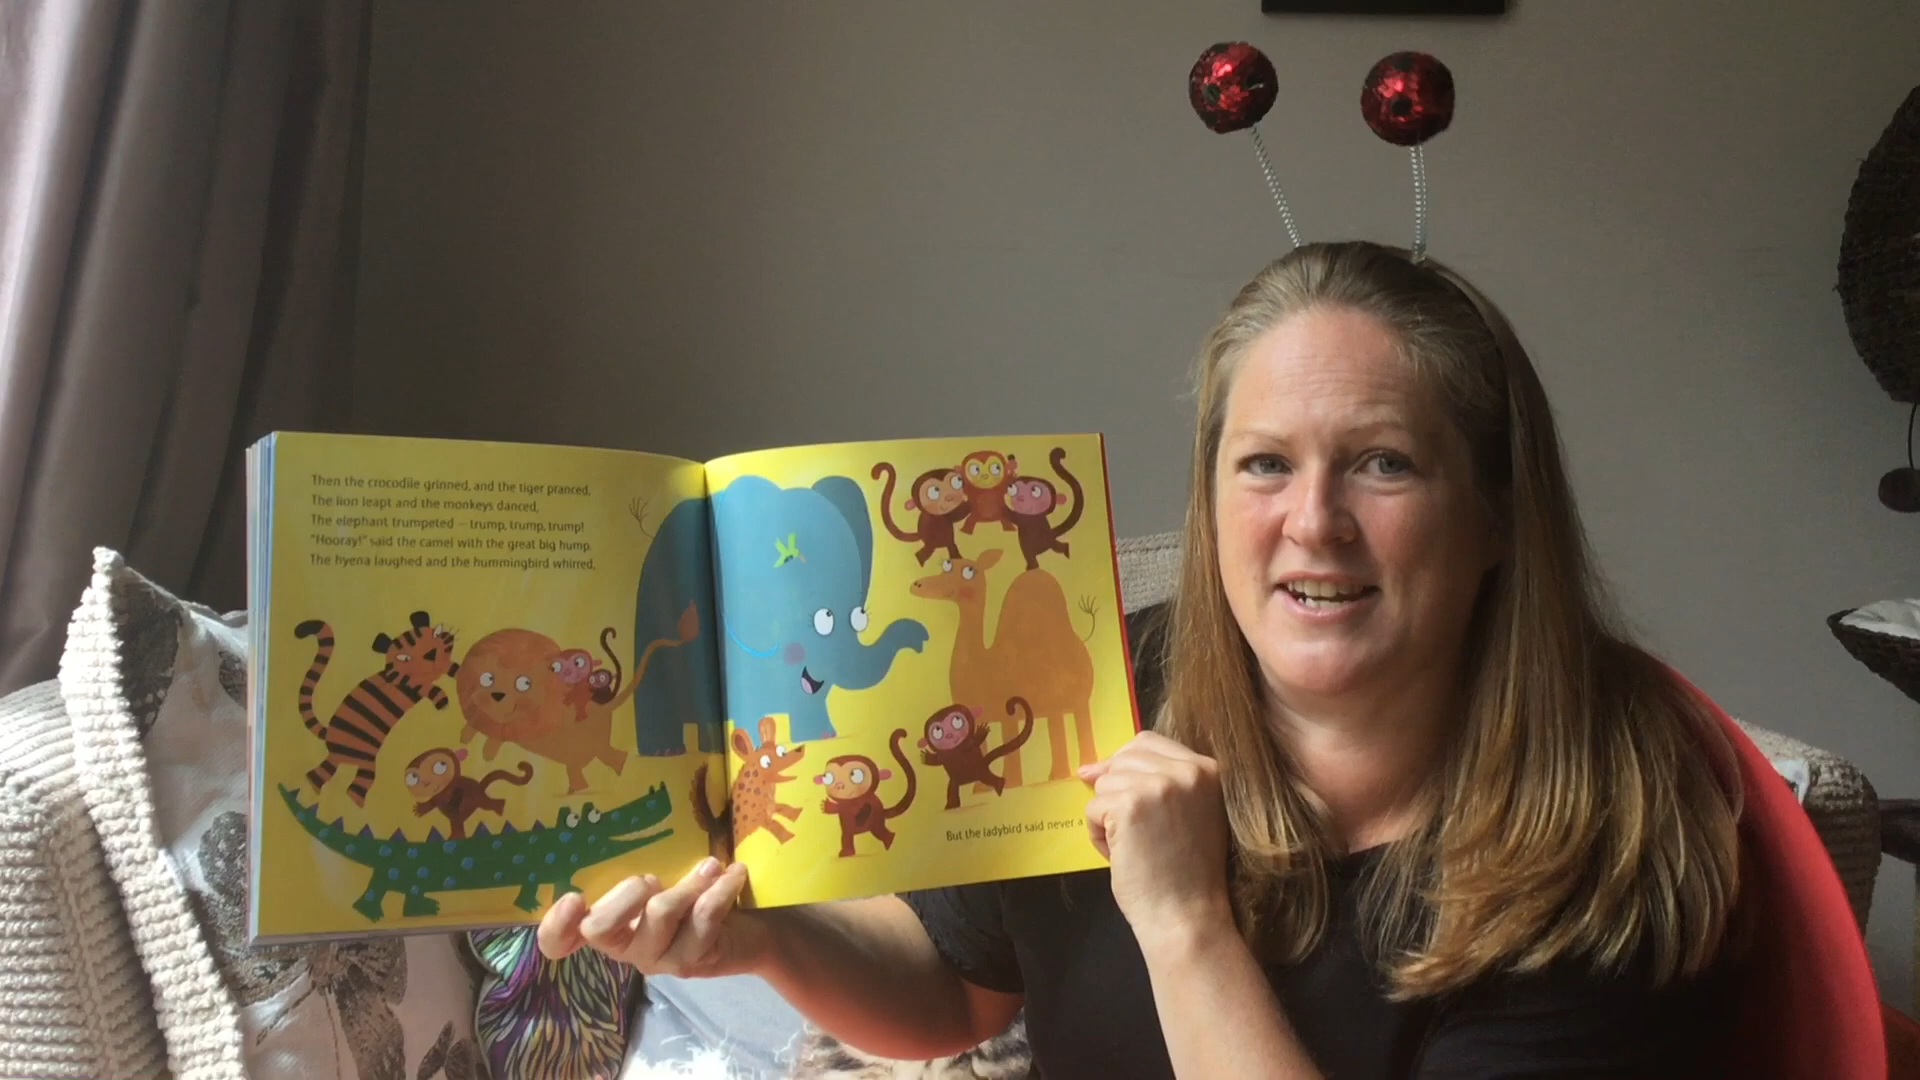 Then the crocodile grinned, and the tiger pranced,
The lion leapt and the monkeys danced,
The elephant trumpeted – trump, trump, trump!
"Hooray!" said the camel with the great big hump.
The hyena laughed and the hummingbird whirred,
But the ladybird said never a